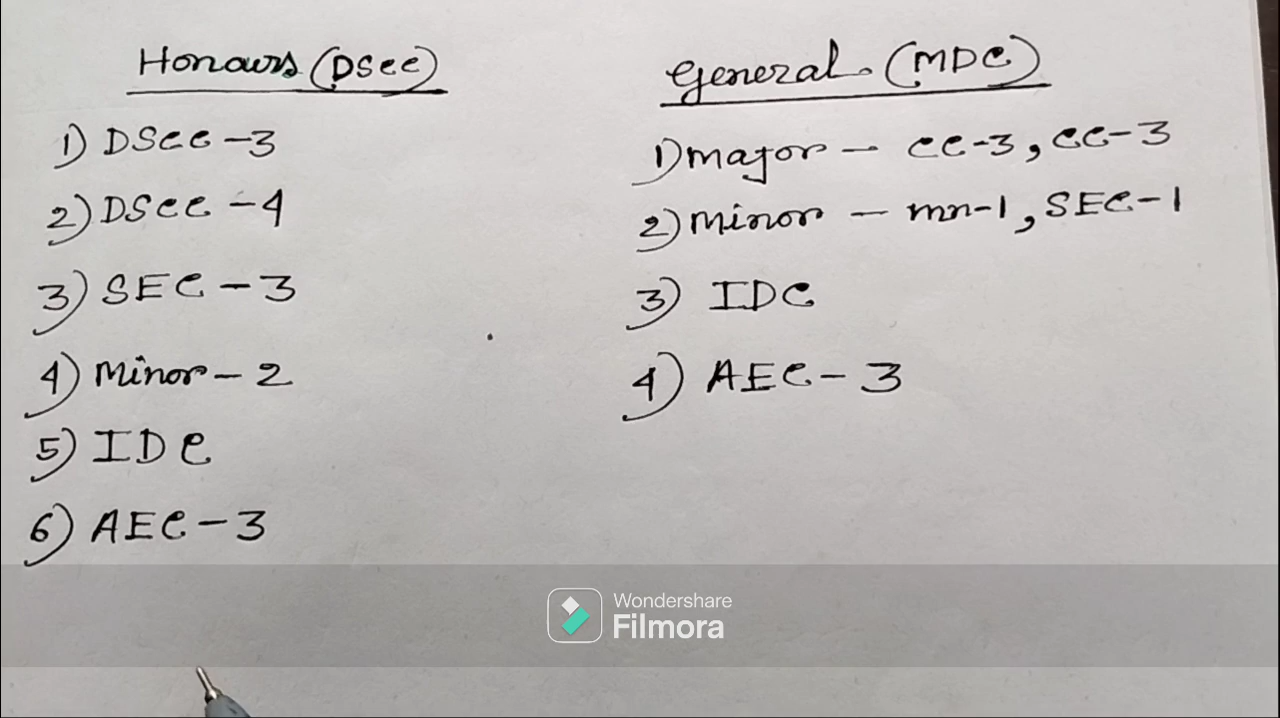 Honours (DSCC)
1) DSCC - 3
2) DSCC - 4
3) SEC - 3
4) Minor - 2
5) IDC
6) AEC - 3
General (MDC)
1) Major - CC-3, CC-3
2) Minor - mn-1, SEC-1
3) IDC
4) AEC - 3
Wondershare
Filmora